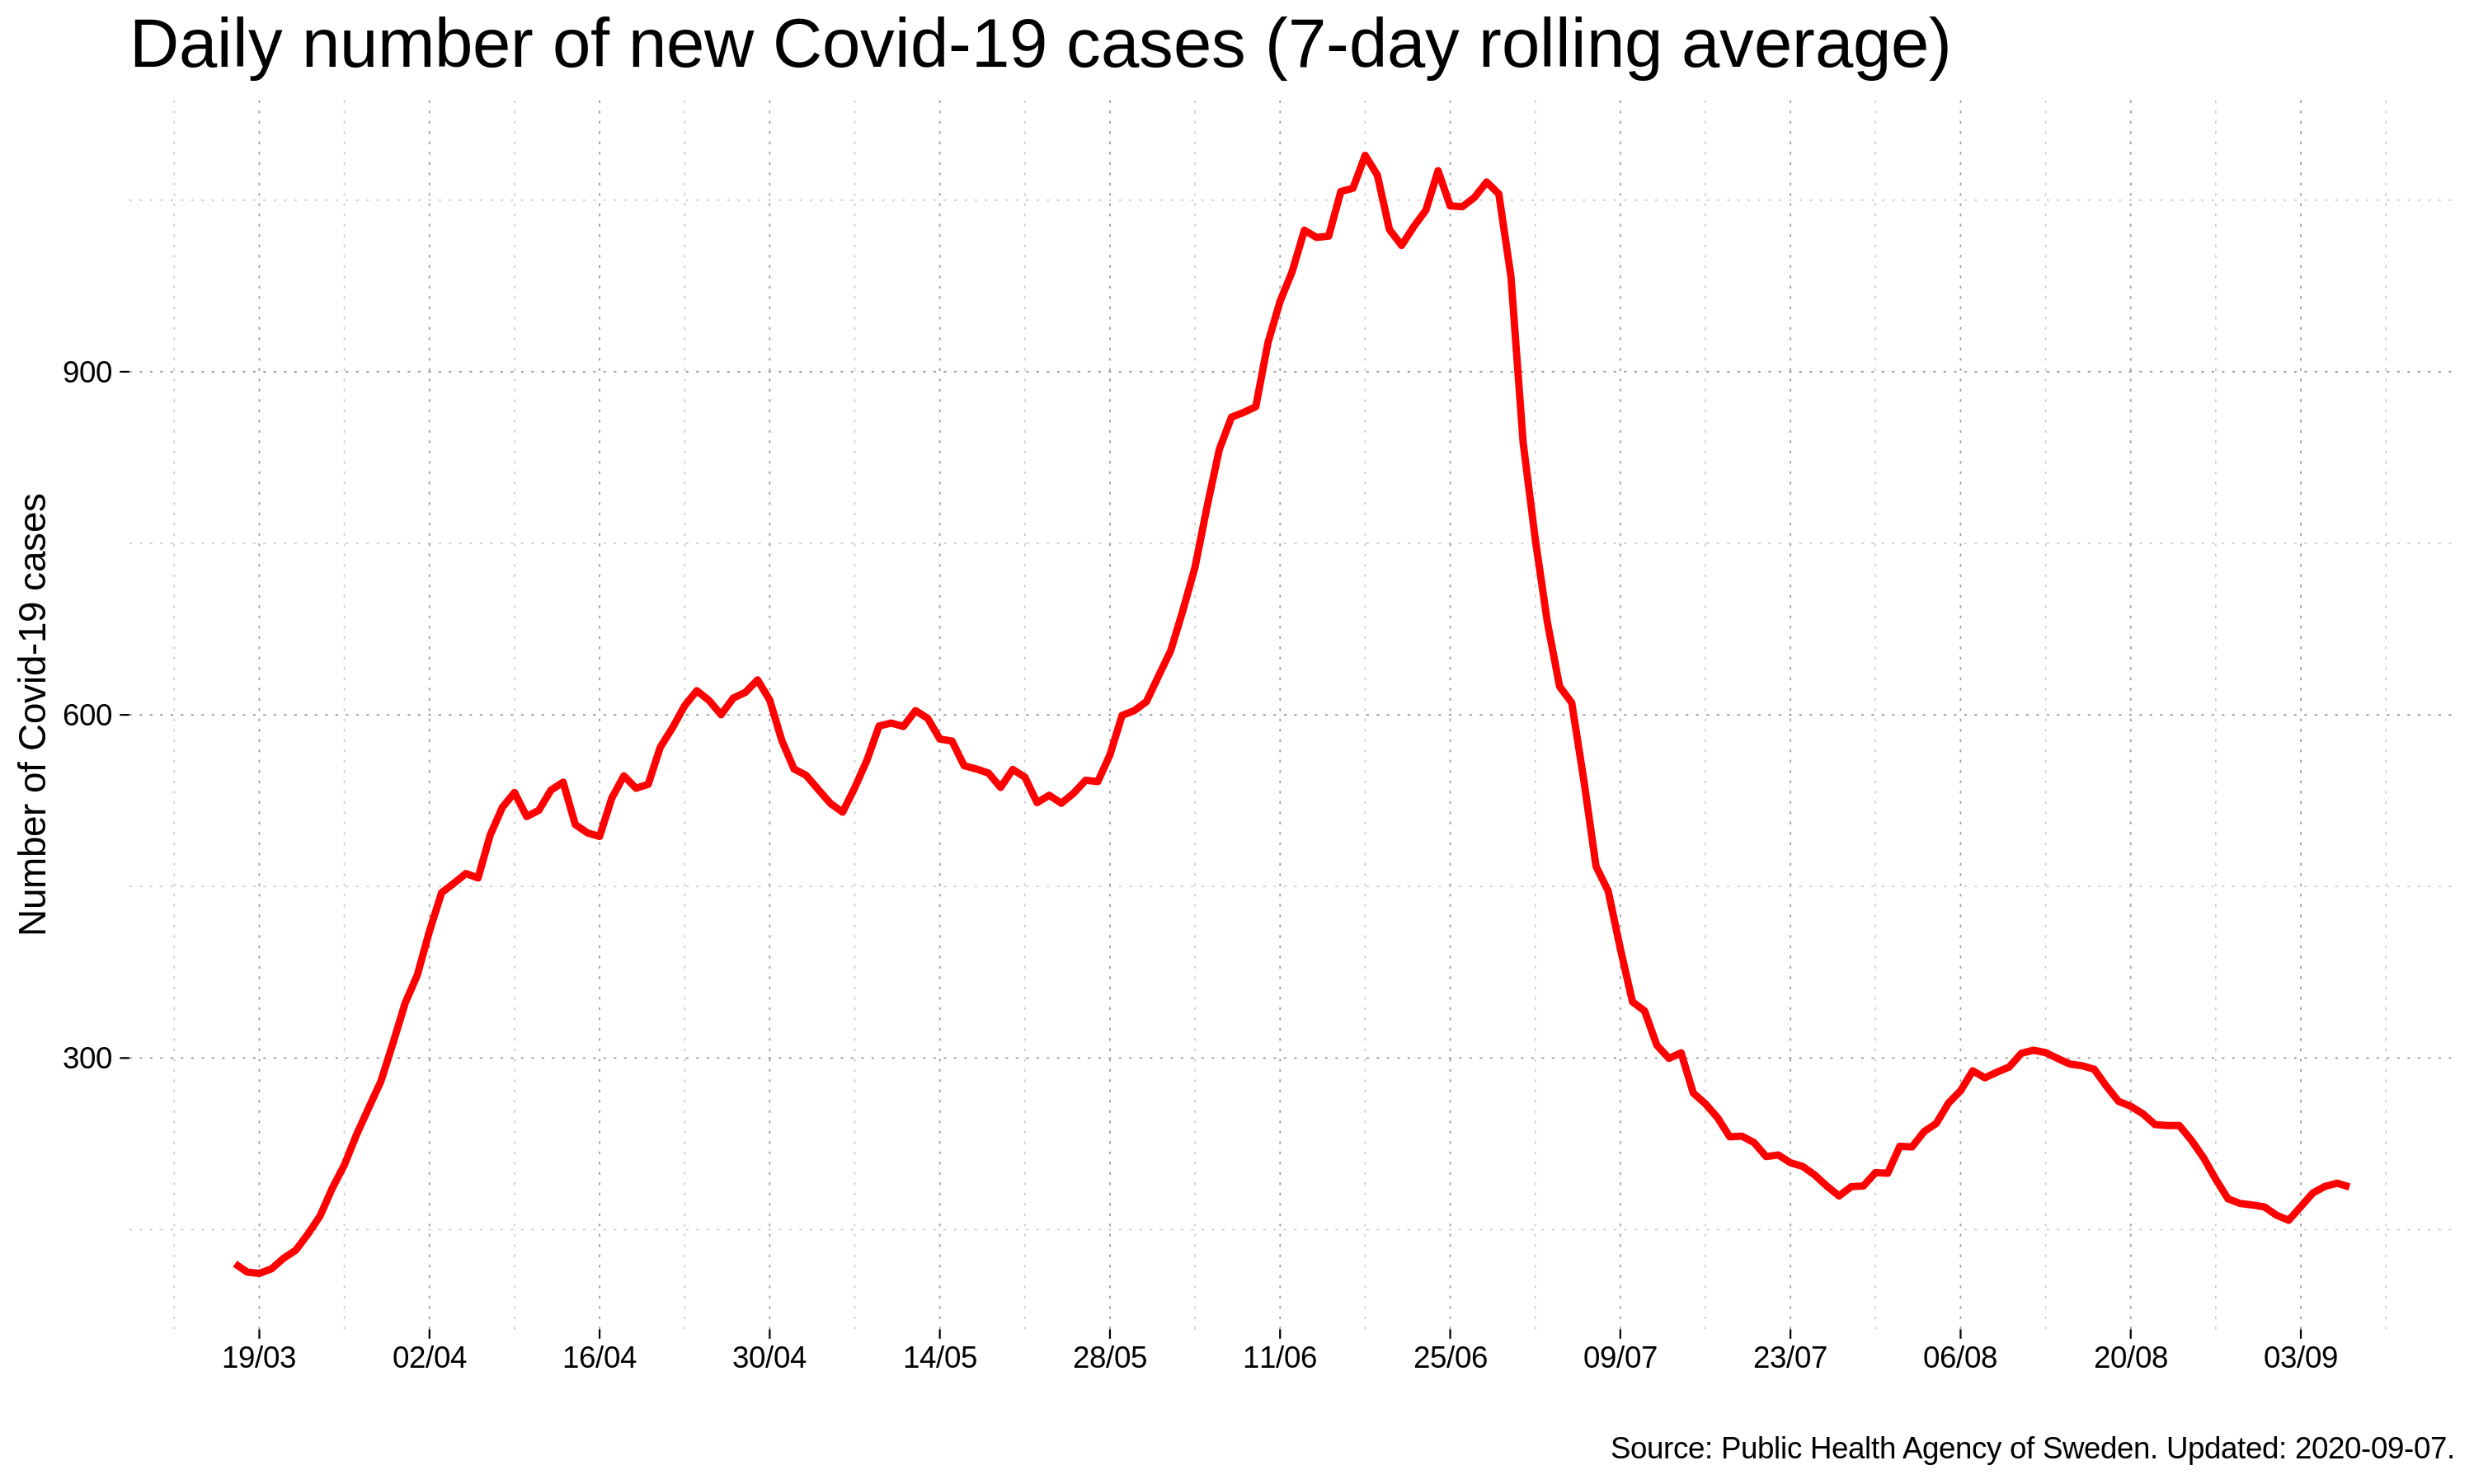 Daily number of new Covid-19 cases (7-day rolling average)
Number of Covid-19 cases
900
600
300
19/03 02/04 16/04 30/04 14/05 28/05 11/06 25/06 09/07 23/07 06/08 20/08 03/09
Source: Public Health Agency of Sweden. Updated: 2020-09-07.